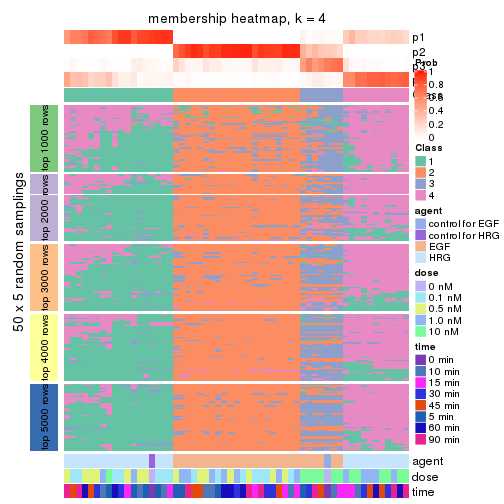 membership heatmap, k = 4
p1
p2
p3
Prob
1
0.8
0.6
0.4
0.2
0
Class
Class
1
2
3
4
agent
control for EGF
control for HRG
EGF
HRG
dose
0 nM
0.1 nM
0.5 nM
1.0 nM
10 nM
time
0 min
10 min
15 min
30 min
45 min
5 min
60 min
90 min
50 x 5 random samplings
top 1000 rows
top 2000 rows
top 3000 rows
top 4000 rows
top 5000 rows
agent
dose
time